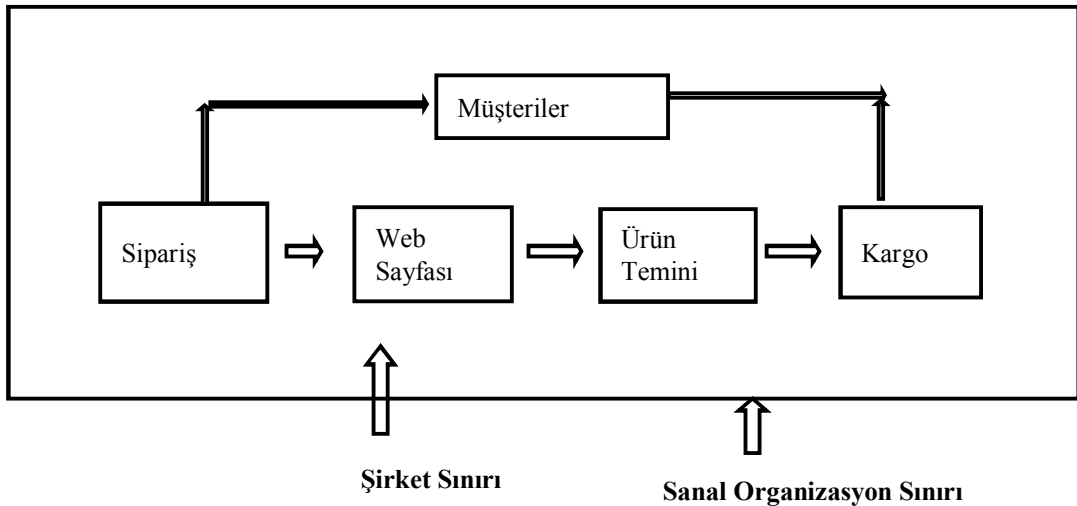 Müşteriler
Sipariş
Web
Sayfası
Ürün
Temini
Kargo
Şirket Sınırı
Sanal Organizasyon Sınırı